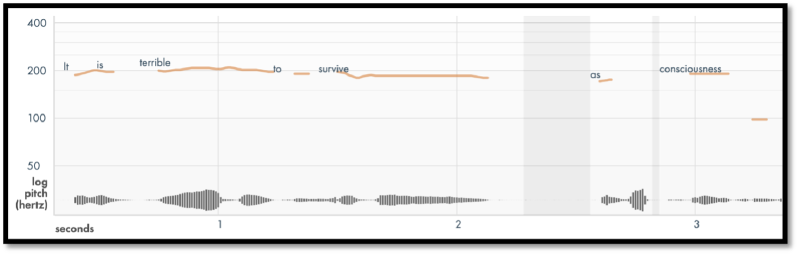 400
It is terrible to survive as consciousness
200
100
50
log
pitch
(hertz)
1 2 3
seconds